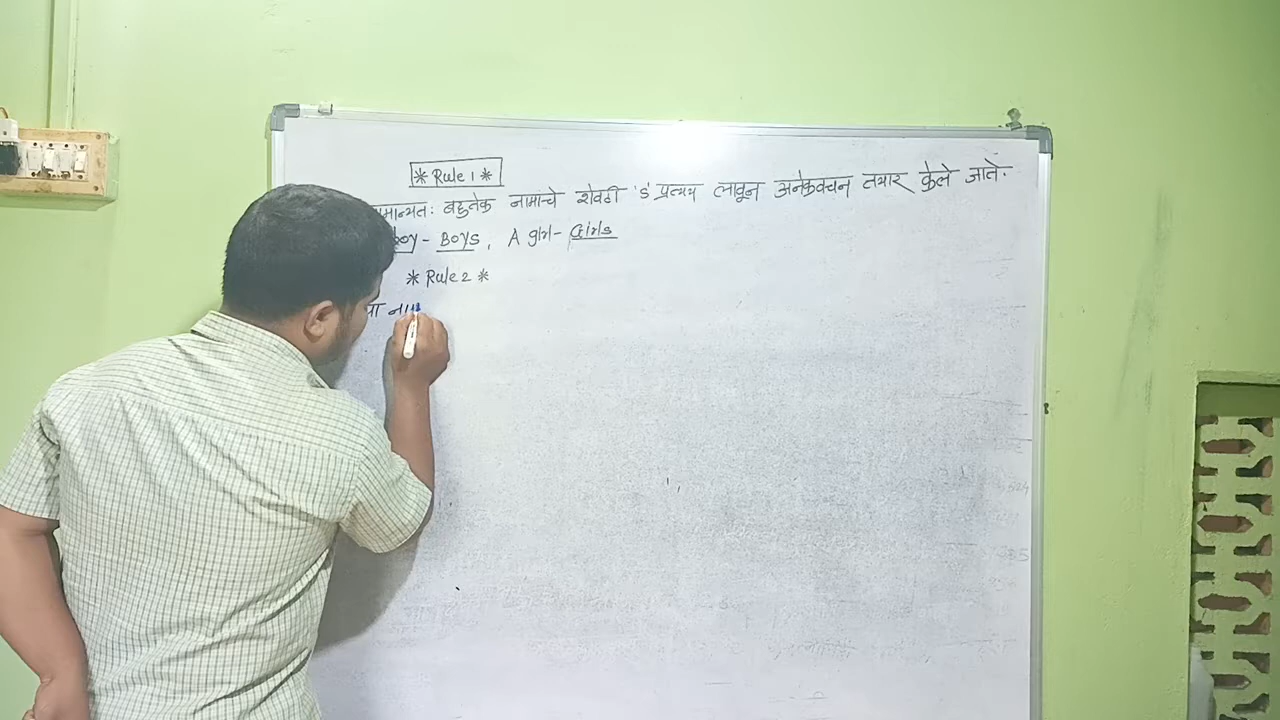 * Rule 1 *
मान्यतः बहुतेक नामाचे शेवटी 's' प्रत्यय लावून अनेकवचन तयार केले जाते.
boy - Boys, A girl - Girls
* Rule 2 *
या नाम